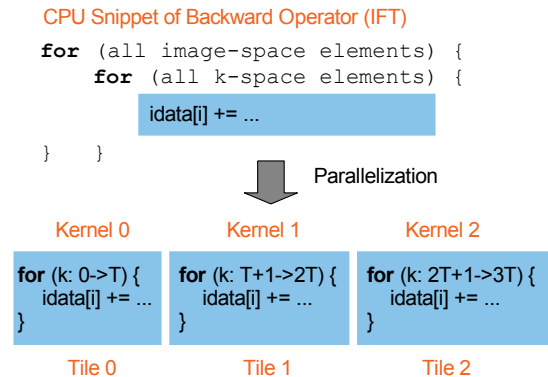 CPU Snippet of Backward Operator (IFT)
for (all image-space elements) {
for (all k-space elements) {
idata[i] += ...
} }
Parallelization
Kernel 0 Kernel 1 Kernel 2
for (k: 0->T) { for (k: T+1->2T) { for (k: 2T+1->3T) {
idata[i] += ... idata[i] += ... idata[i] += ...
} } }
Tile 0 Tile 1 Tile 2